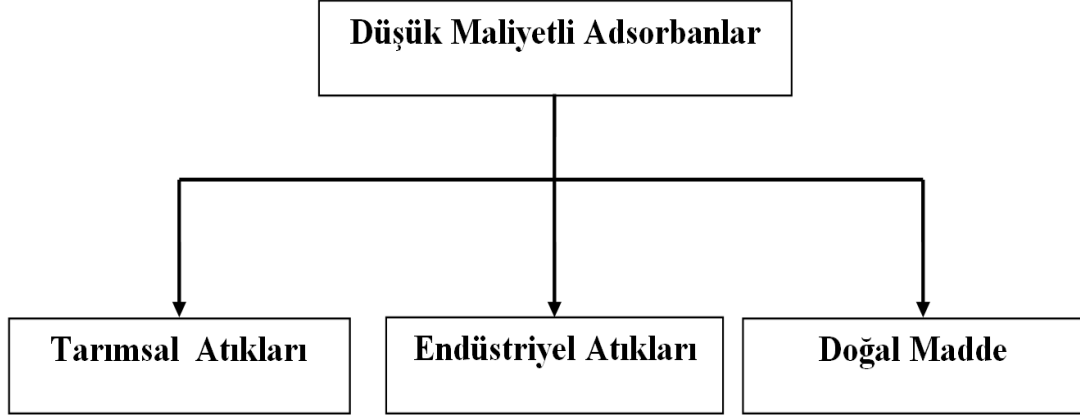 Düşük Maliyetli Adsorbanlar
Tarımsal Atıkları
Endüstriyel Atıkları
Doğal Madde